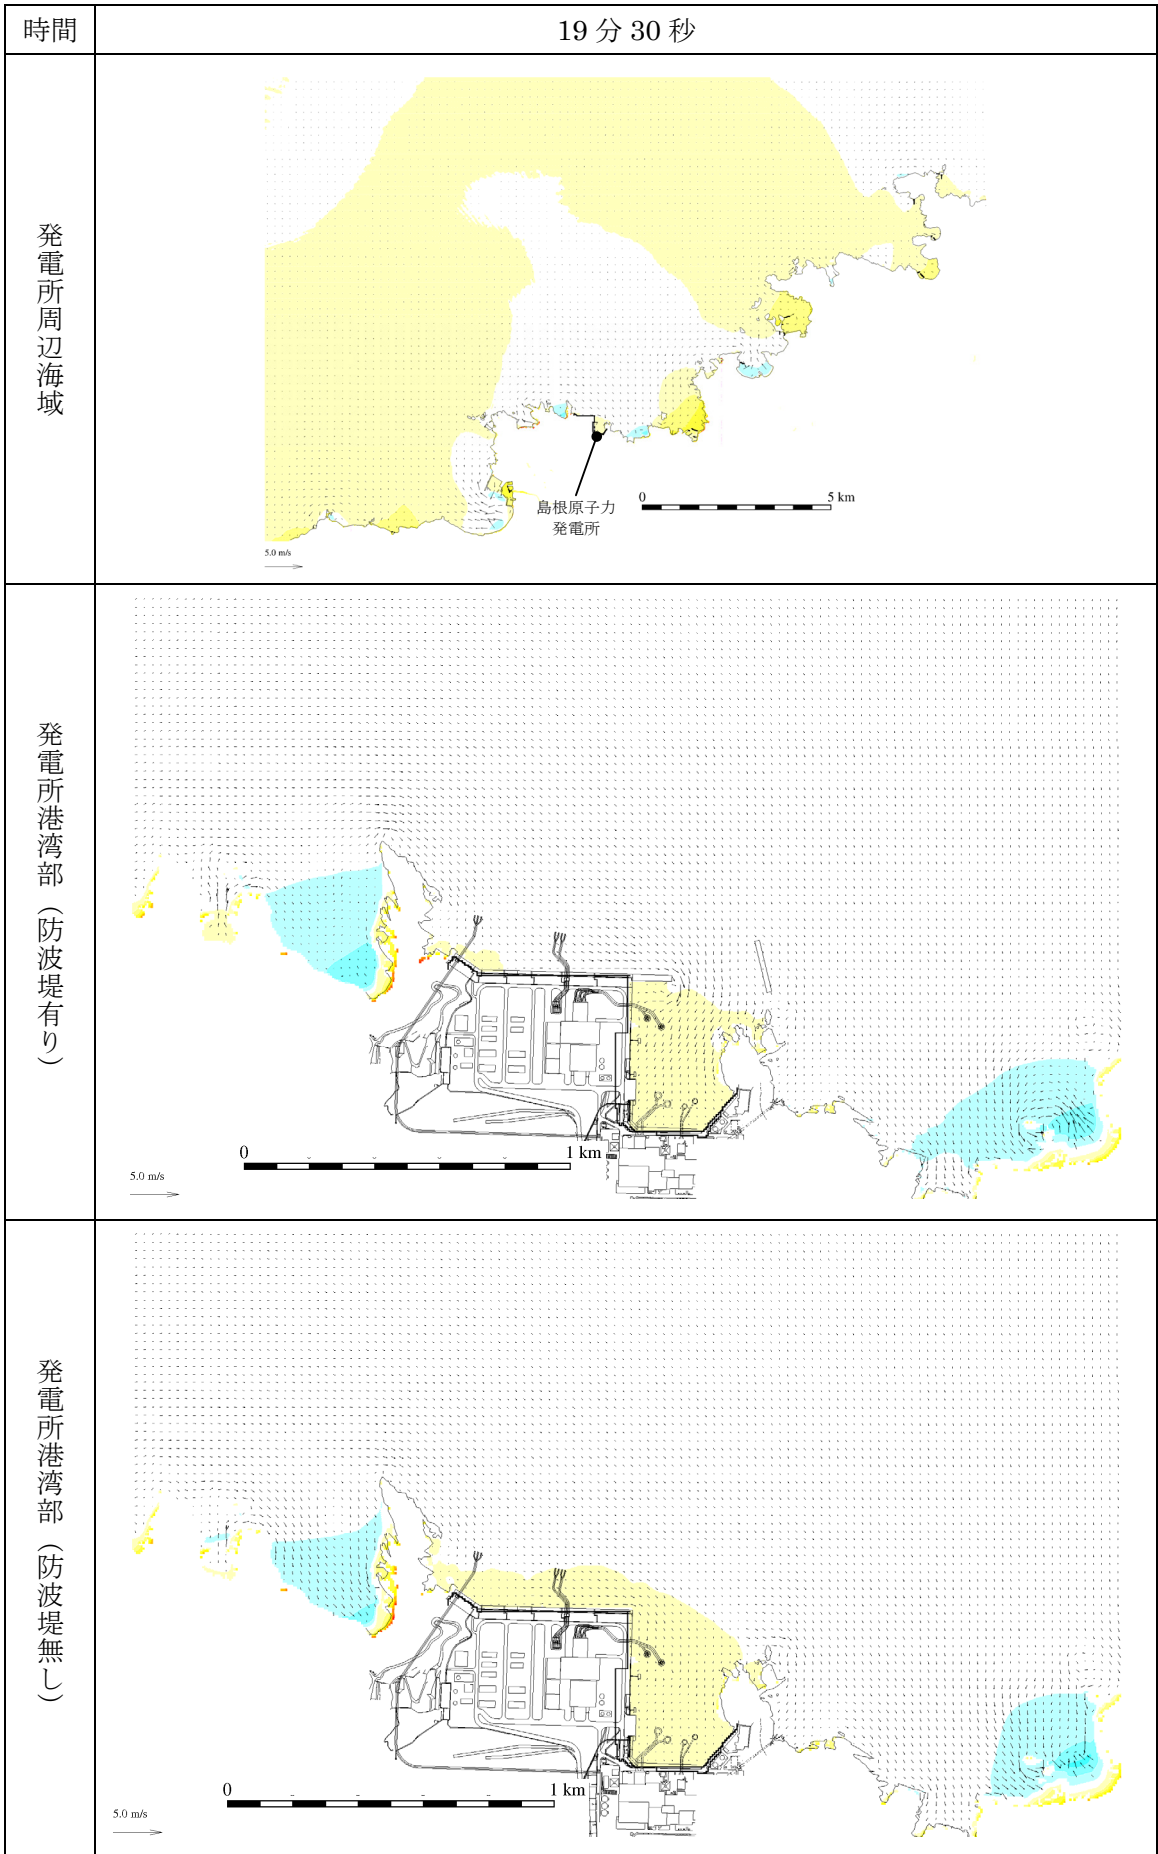 時間
19分30秒
発電所周辺海域
島根原子力
発電所
0 5 km
5.0 m/s
発電所港湾部（防波堤有り）
0 1 km
5.0 m/s
発電所港湾部（防波堤無し）
0 1 km
5.0 m/s